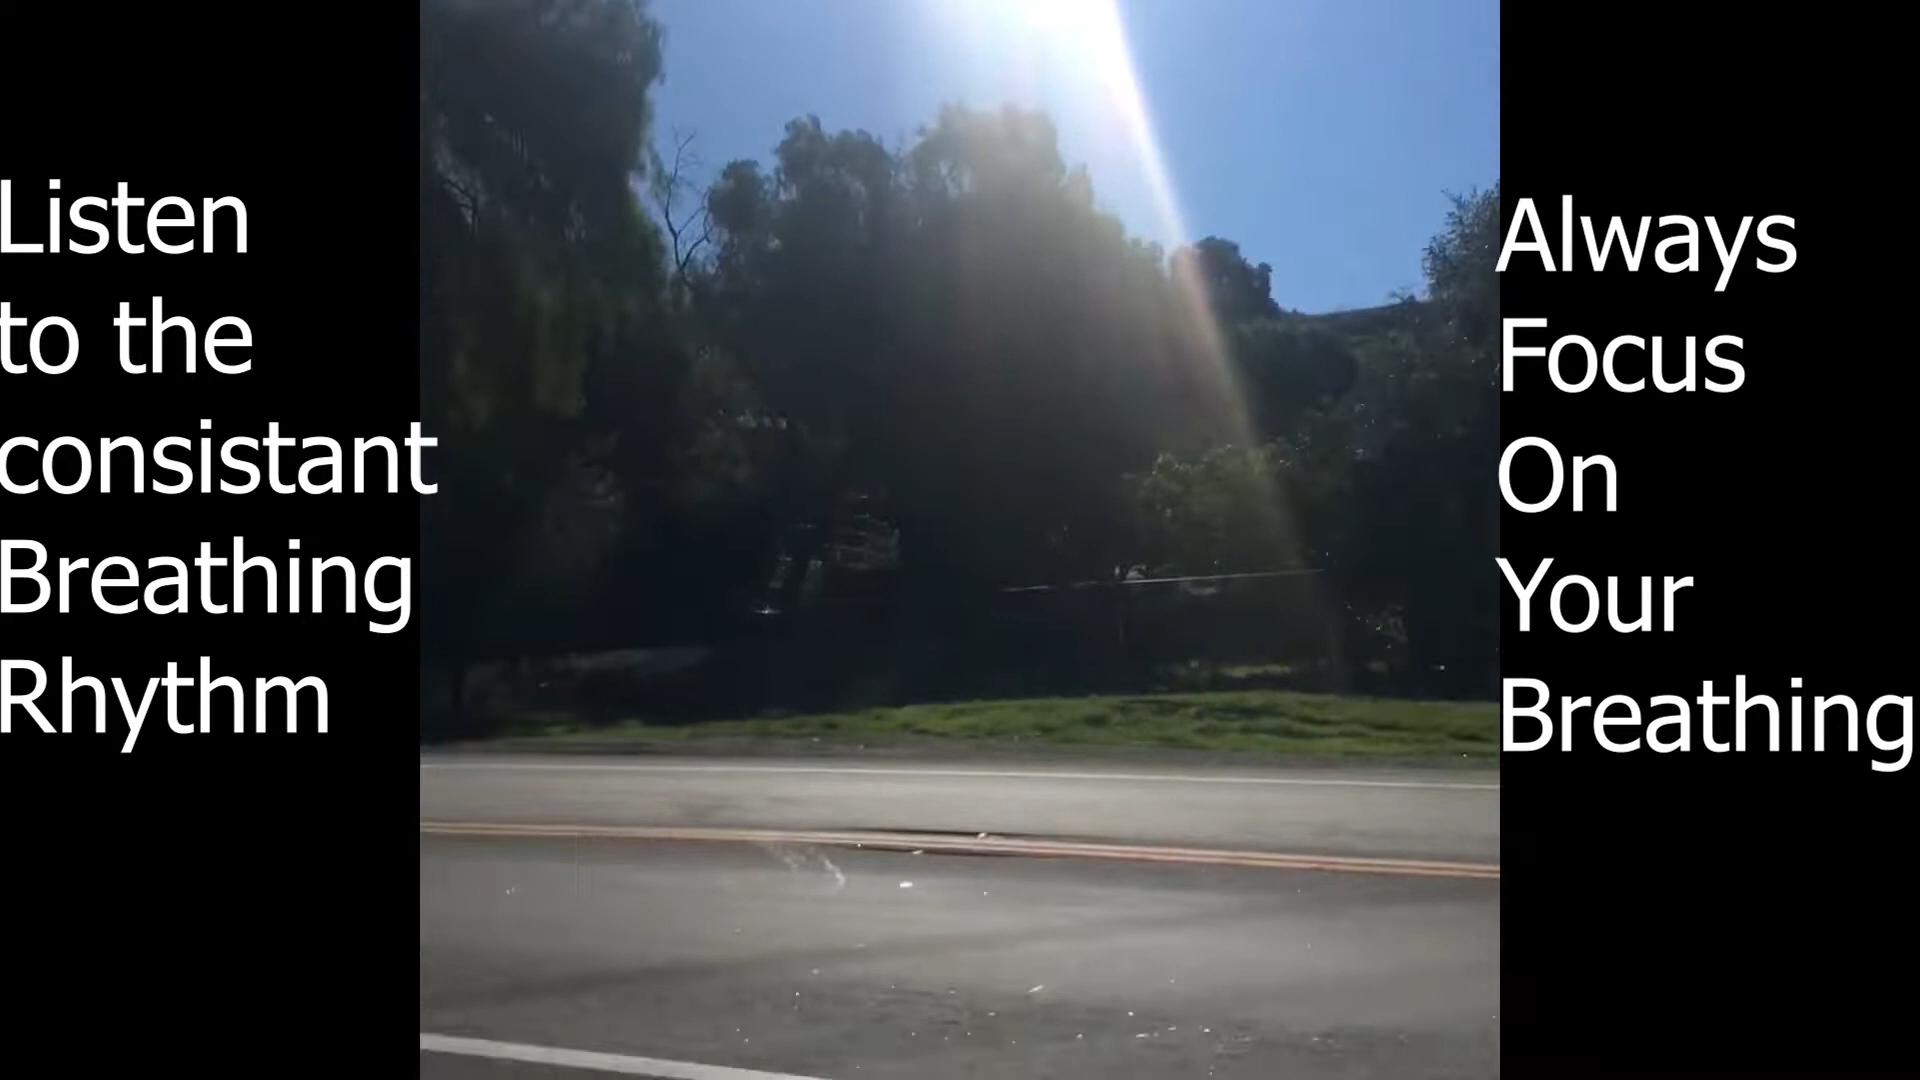 Listen
to the
consistant
Breathing
Rhythm
Always
Focus
On
Your
Breathing